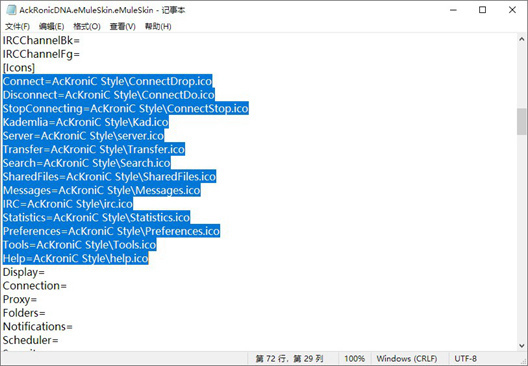 AckRonicDNA.eMuleSkin.eMuleSkin - 记事本
文件(F) 编辑(E) 格式(O) 查看(V) 帮助(H)
IRCChannelBk=
IRCChannelFg=
[Icons]
Connect=AcKroniC Style\ConnectDrop.ico
Disconnect=AcKroniC Style\ConnectDo.ico
StopConnecting=AcKroniC Style\ConnectStop.ico
Kademlia=AcKroniC Style\Kad.ico
Server=AcKroniC Style\server.ico
Transfer=AcKroniC Style\Transfer.ico
Search=AcKroniC Style\Search.ico
SharedFiles=AcKroniC Style\SharedFiles.ico
Messages=AcKroniC Style\Messages.ico
IRC=AcKroniC Style\irc.ico
Statistics=AcKroniC Style\Statistics.ico
Preferences=AcKroniC Style\Preferences.ico
Tools=AcKroniC Style\Tools.ico
Help=AcKroniC Style\help.ico
Display=
Connection=
Proxy=
Folders=
Notifications=
Scheduler=
第 72 行，第 29 列 100% Windows (CRLF) UTF-8